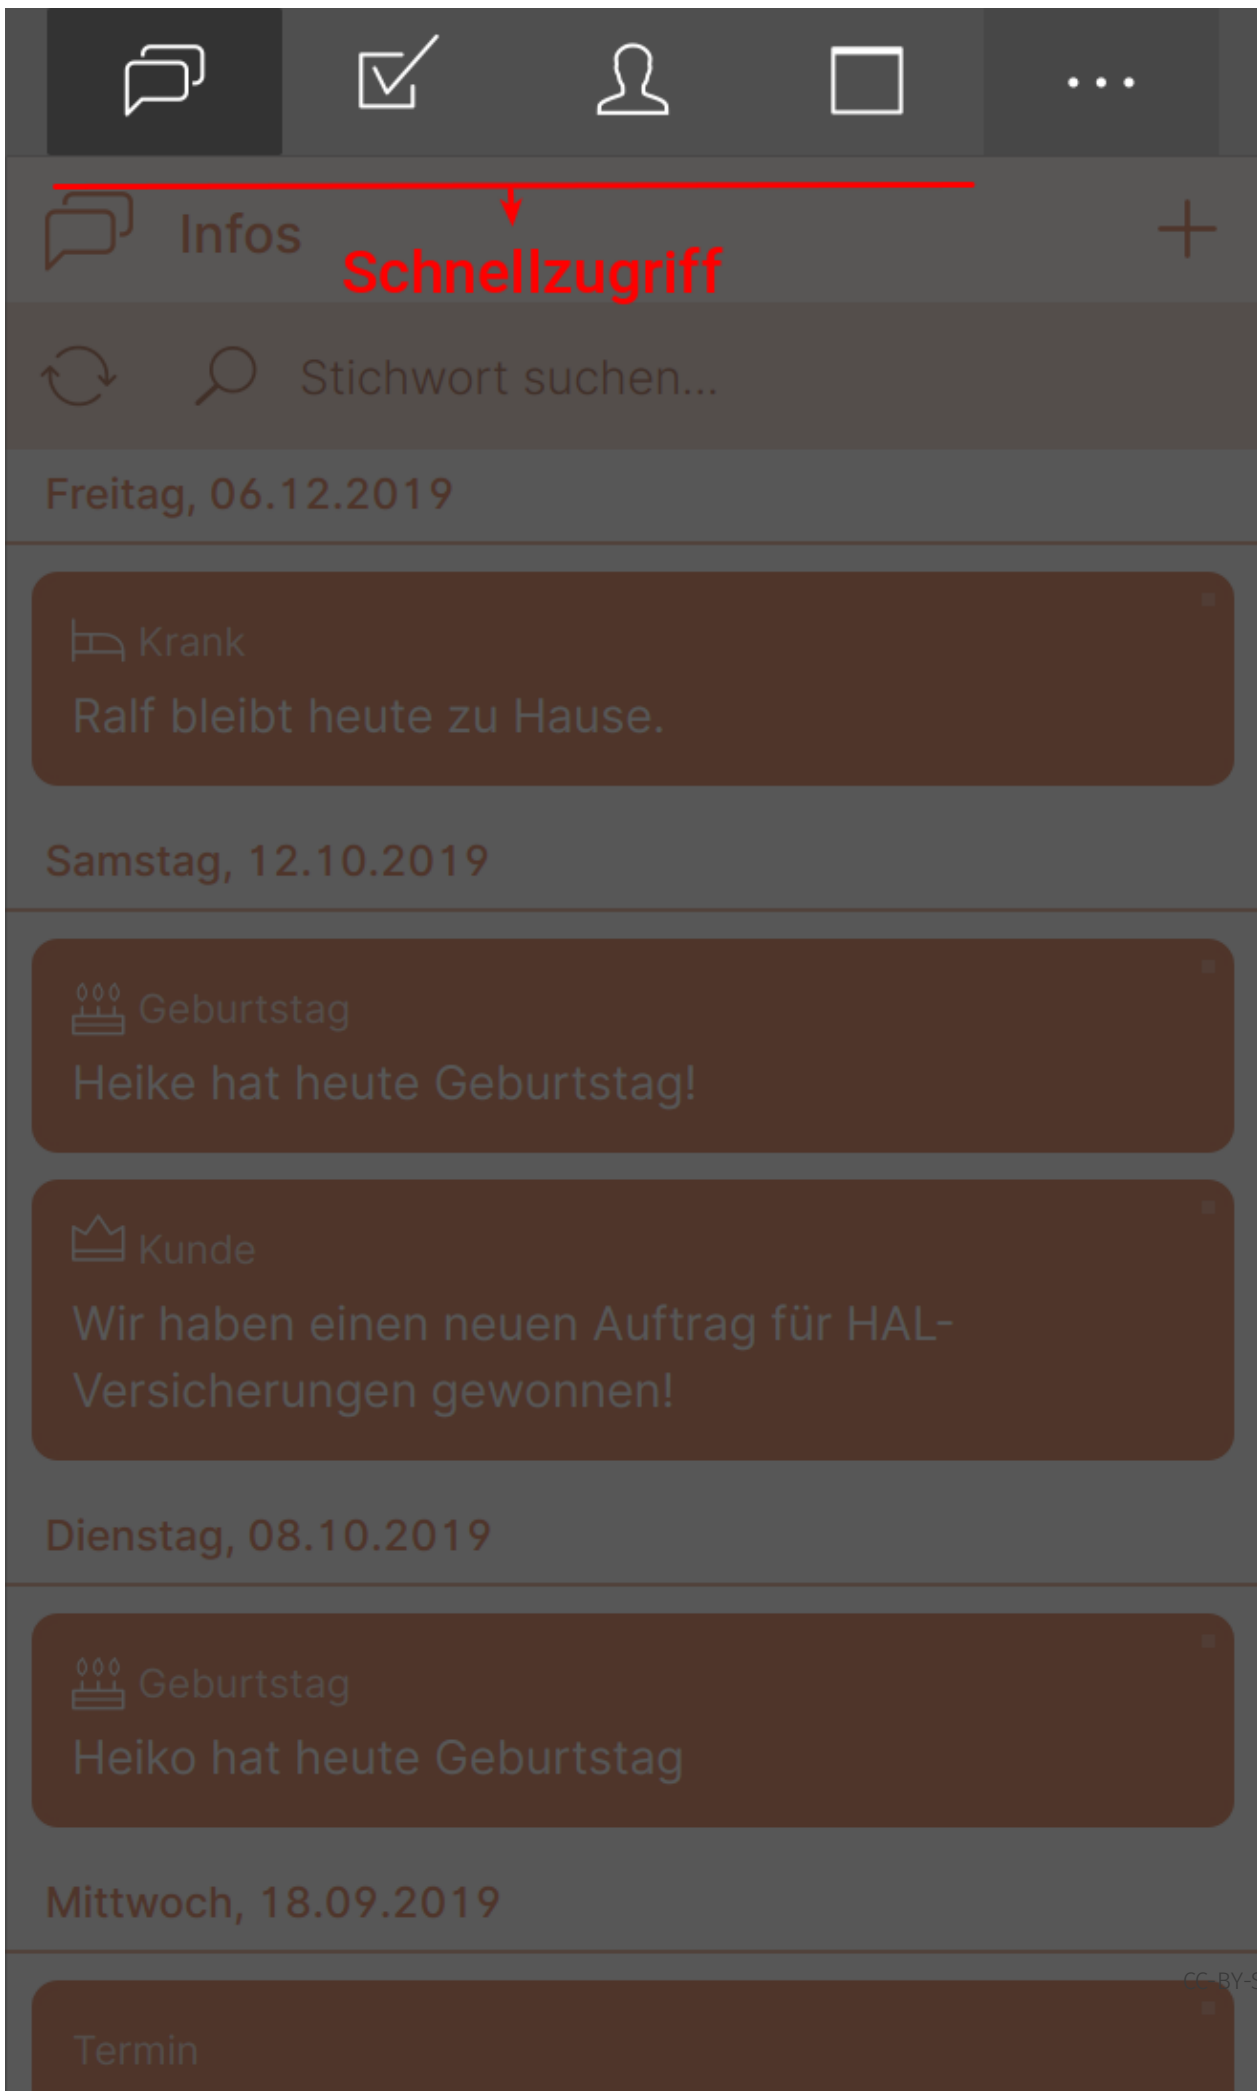 Infos
Schnellzugriff
Stichwort suchen...
Freitag, 06.12.2019
Krank
Ralf bleibt heute zu Hause.
Samstag, 12.10.2019
Geburtstag
Heike hat heute Geburtstag!
Kunde
Wir haben einen neuen Auftrag für HAL-
Versicherungen gewonnen!
Dienstag, 08.10.2019
Geburtstag
Heiko hat heute Geburtstag
Mittwoch, 18.09.2019
CC-BY-S
Termin